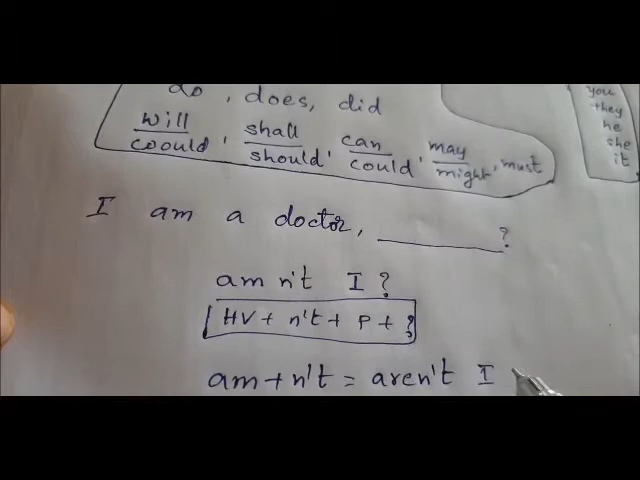 do, does, did
will shall can may
coould, should, could, might, must
you
they
he
she
it
I am a doctor, ________?
am n't I?
HV + n't + P + ?
am + n't = aren't I